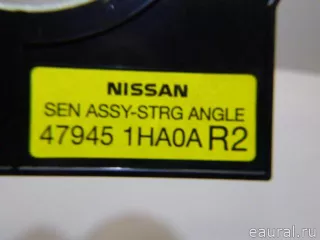 NISSAN
SEN ASSY-STRG ANGLE
47945 1HA0A R2
eaural.ru